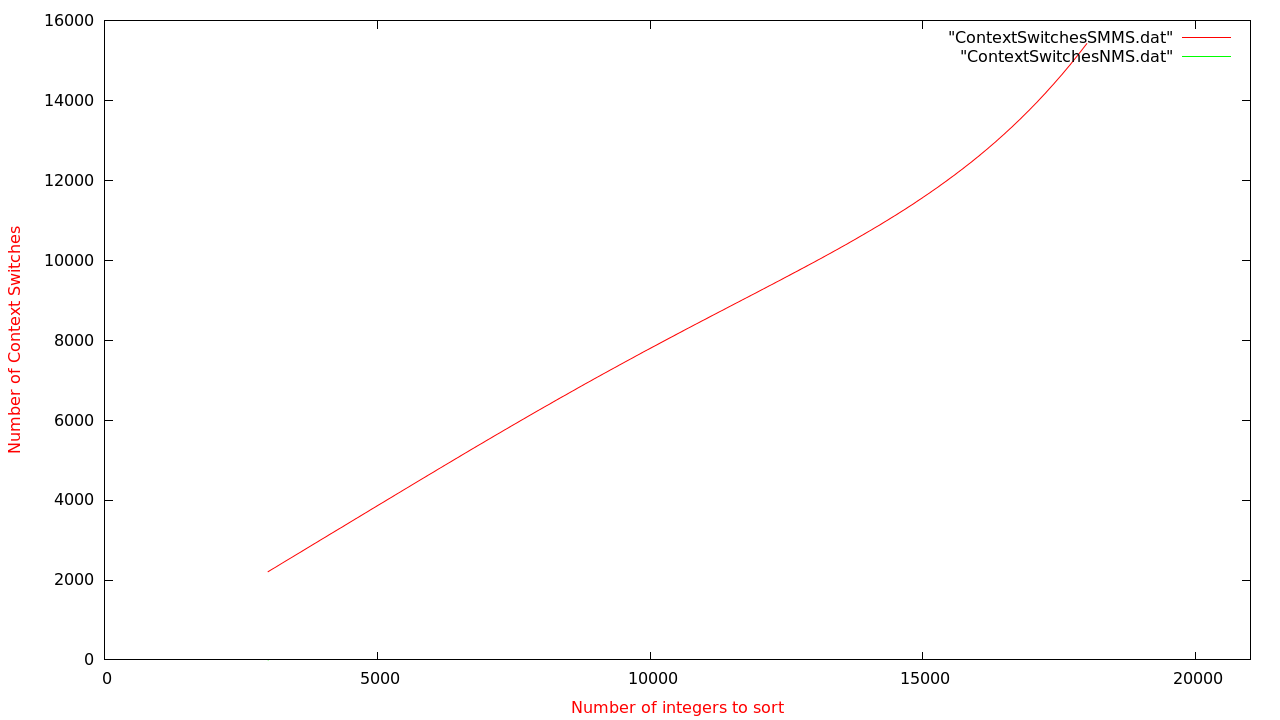 16000
14000
12000
10000
8000
6000
4000
2000
0
Number of Context Switches
"ContextSwitchesSMMS.dat"
"ContextSwitchesNMS.dat"
0 5000 10000 15000 20000
Number of integers to sort